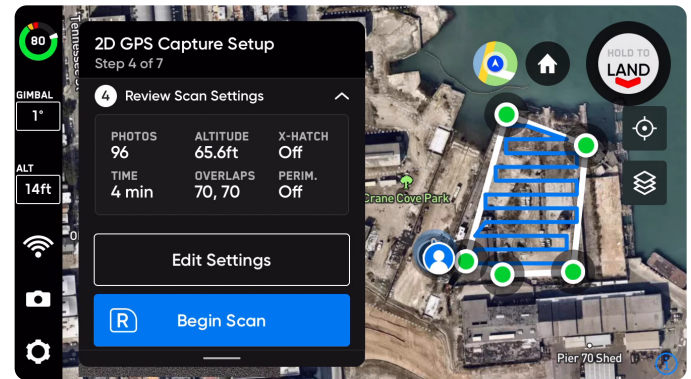 80
GIMBAL
1°
ALT
14ft
2D GPS Capture Setup
Step 4 of 7
4 Review Scan Settings
PHOTOS ALTITUDE X-HATCH
96 65.6ft Off
TIME OVERLAPS PERIM.
4 min 70, 70 Off
Edit Settings
R Begin Scan
HOLD TO
LAND
Crane Cove Park
Pier 70 Shed